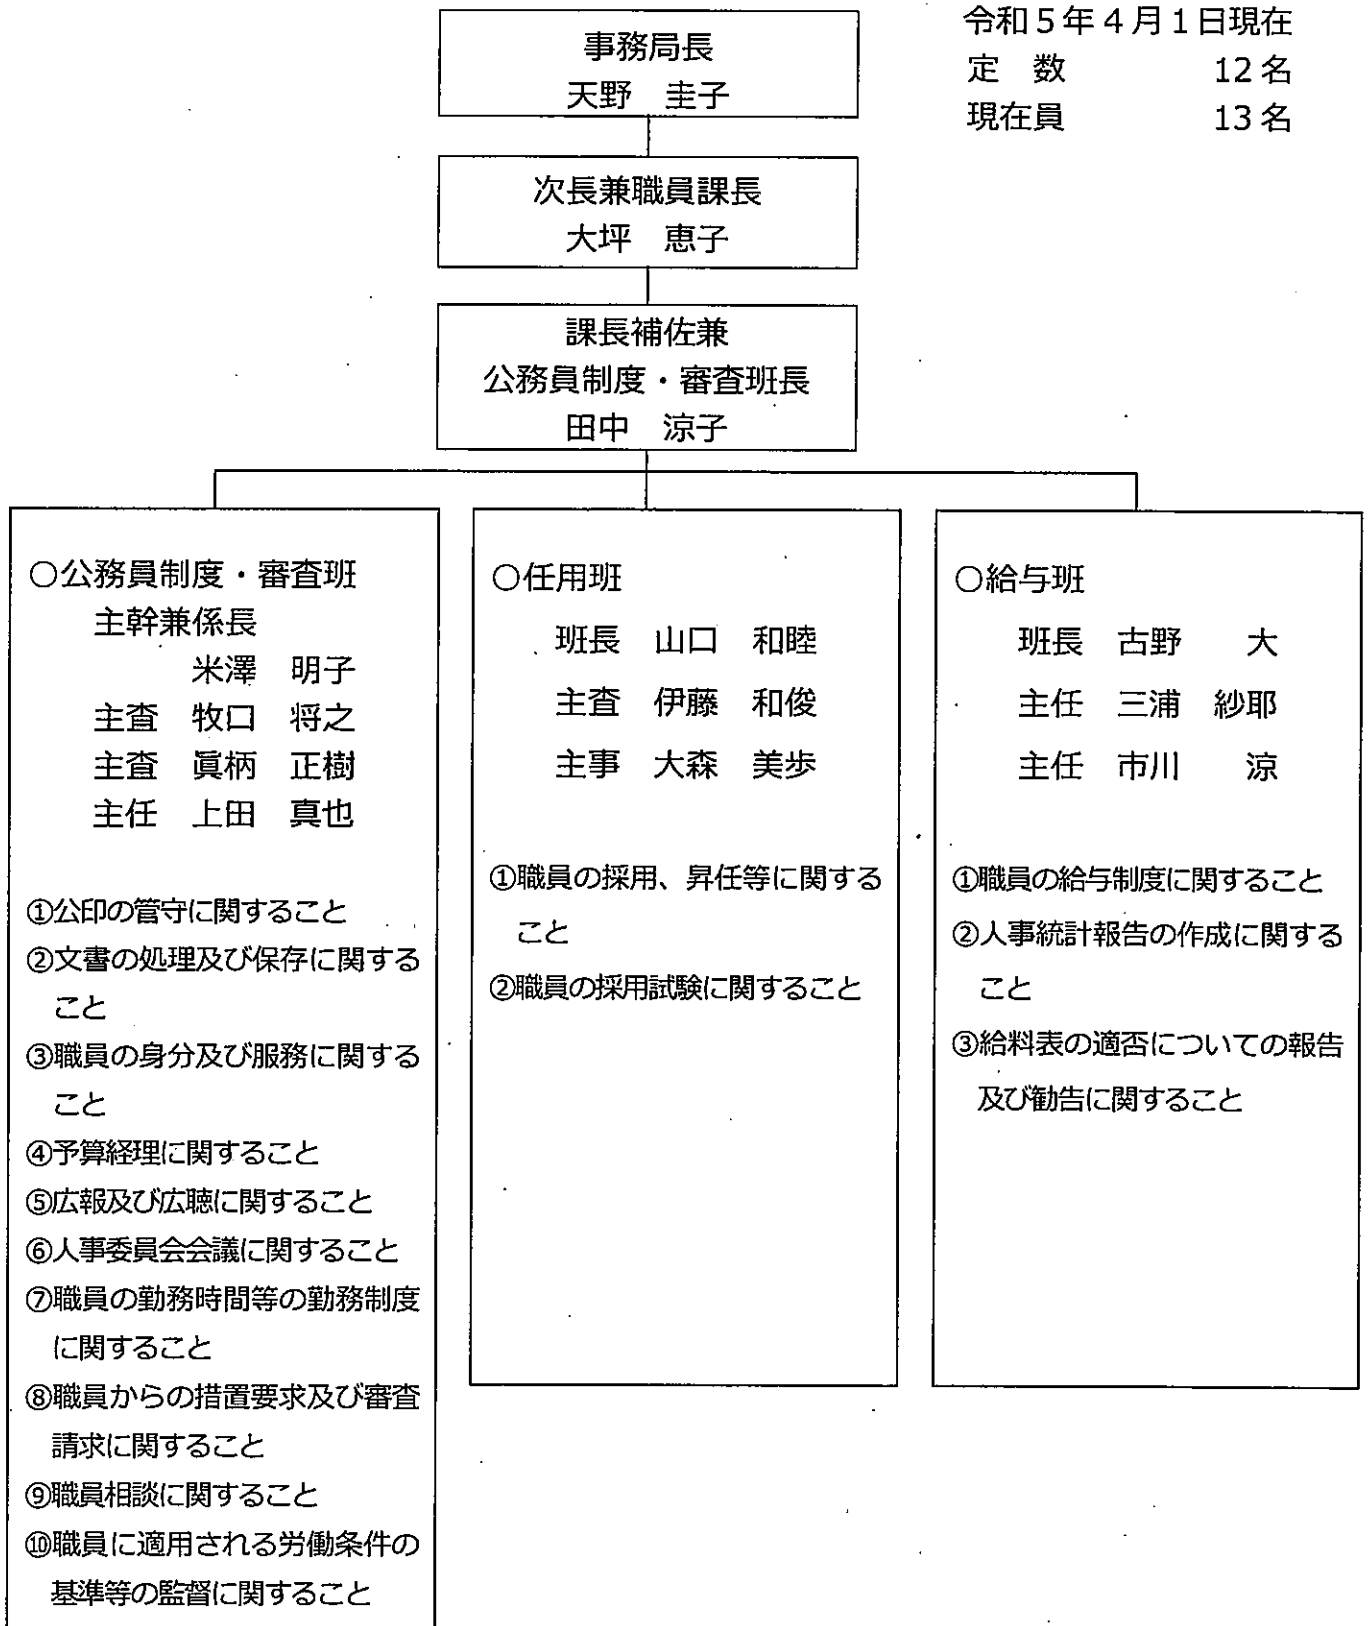 令和5年4月1日現在
定　数　12名
現在員　13名
事務局長
天野　圭子
次長兼職員課長
大坪　恵子
課長補佐兼
公務員制度・審査班長
田中　涼子
○公務員制度・審査班
主幹兼係長
米澤　明子
主査　牧口　将之
主査　眞柄　正樹
主任　上田　真也
①公印の管守に関すること
②文書の処理及び保存に関する
こと
③職員の身分及び服務に関する
こと
④予算経理に関すること
⑤広報及び広聴に関すること
⑥人事委員会会議に関すること
⑦職員の勤務時間等の勤務制度
に関すること
⑧職員からの措置要求及び審査
請求に関すること
⑨職員相談に関すること
⑩職員に適用される労働条件の
基準等の監督に関すること
○任用班
班長　山口　和睦
主査　伊藤　和俊
主事　大森　美歩
①職員の採用、昇任等に関する
こと
②職員の採用試験に関すること
○給与班
班長　古野　大
主任　三浦　紗耶
主任　市川　涼
①職員の給与制度に関すること
②人事統計報告の作成に関する
こと
③給料表の適否についての報告
及び勧告に関すること